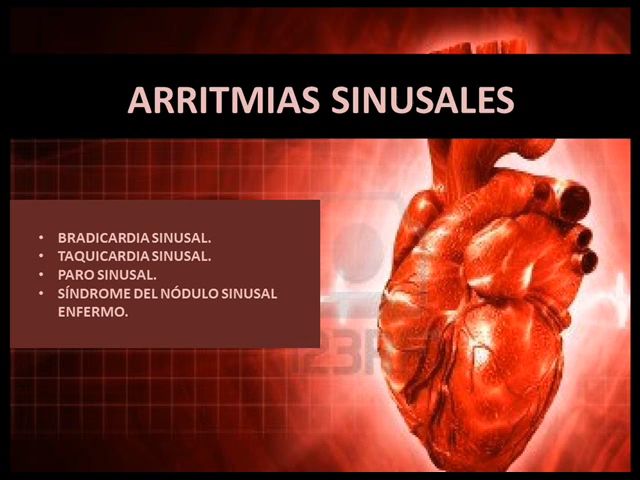 ARRITMIAS SINUSALES
• BRADICARDIA SINUSAL.
• TAQUICARDIA SINUSAL.
• PARO SINUSAL.
• SÍNDROME DEL NÓDULO SINUSAL
ENFERMO.